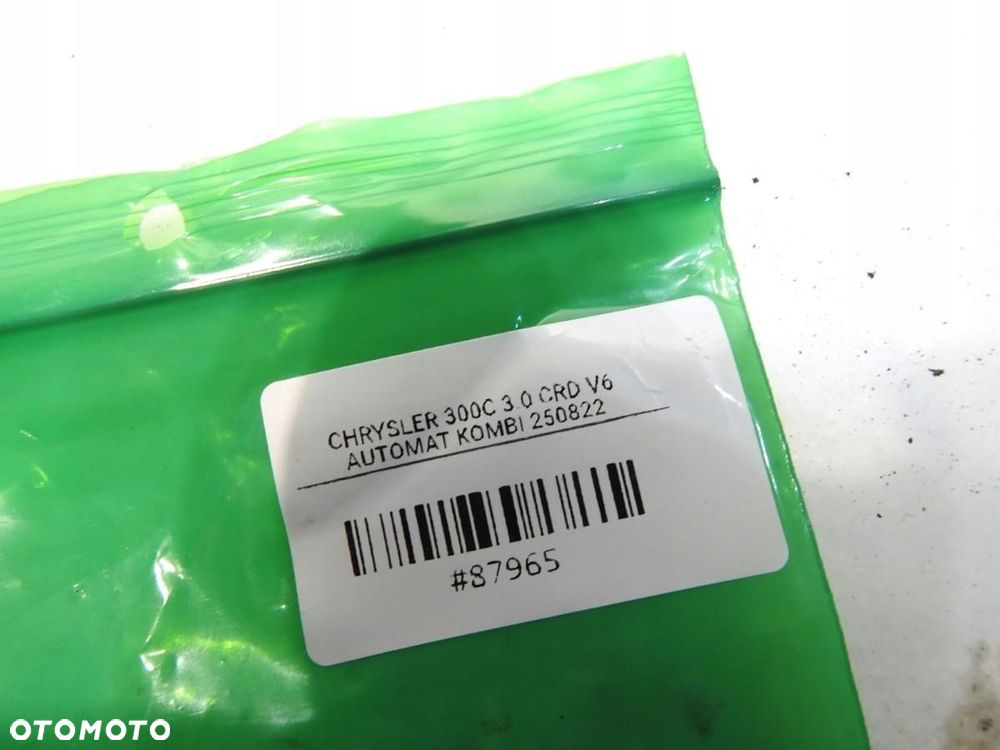 CHRYSLER 300C 3.0 CRD V6
AUTOMAT KOMBI 250822
#87965
OTOMOTO